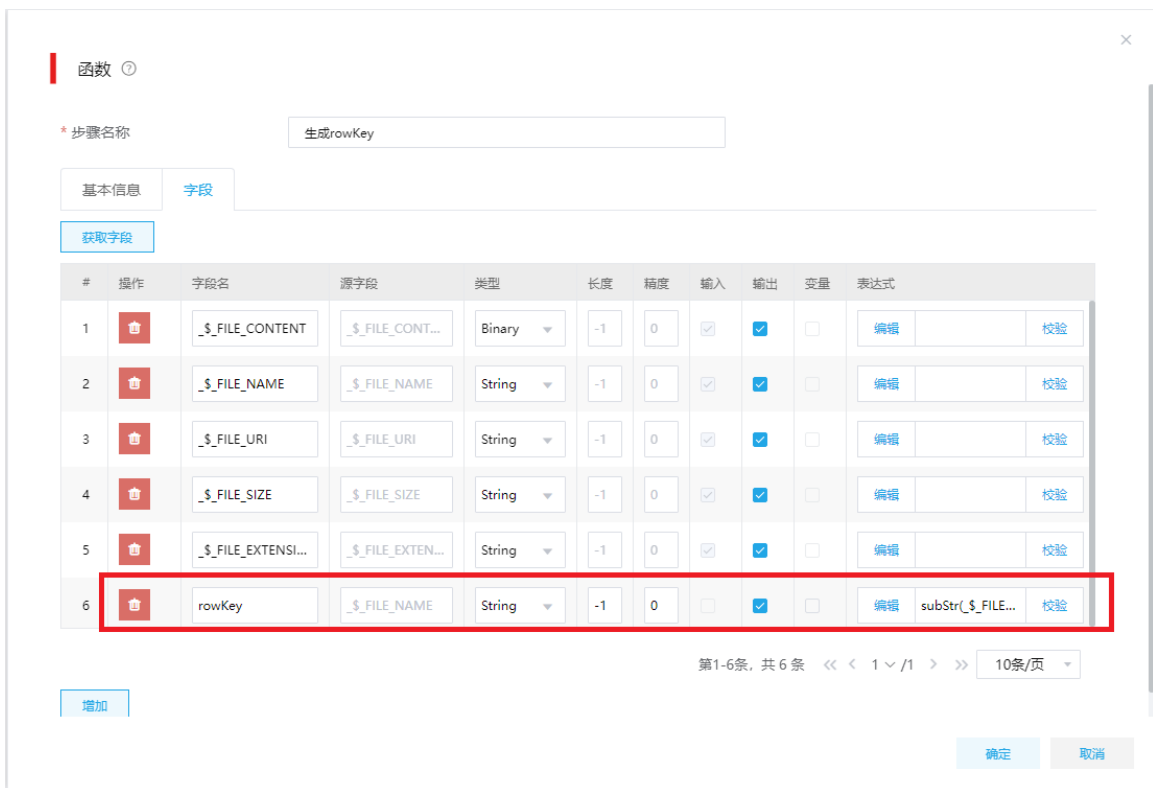 函数
* 步骤名称 生成rowKey
基本信息 字段
获取字段
# 操作 字段名 源字段 类型 长度 精度 输入 输出 变量 表达式
1 _$_FILE_CONTENT _$_FILE_CONT... Binary -1 0 编辑 校验
2 _$_FILE_NAME _$_FILE_NAME String -1 0 编辑 校验
3 _$_FILE_URI _$_FILE_URI String -1 0 编辑 校验
4 _$_FILE_SIZE _$_FILE_SIZE String -1 0 编辑 校验
5 _$_FILE_EXTENSI... _$_FILE_EXTEN... String -1 0 编辑 校验
6 rowKey _$_FILE_NAME String -1 0 编辑 subStr(_$_FILE... 校验
第1-6条, 共 6 条 1 /1 10条/页
增加
确定 取消